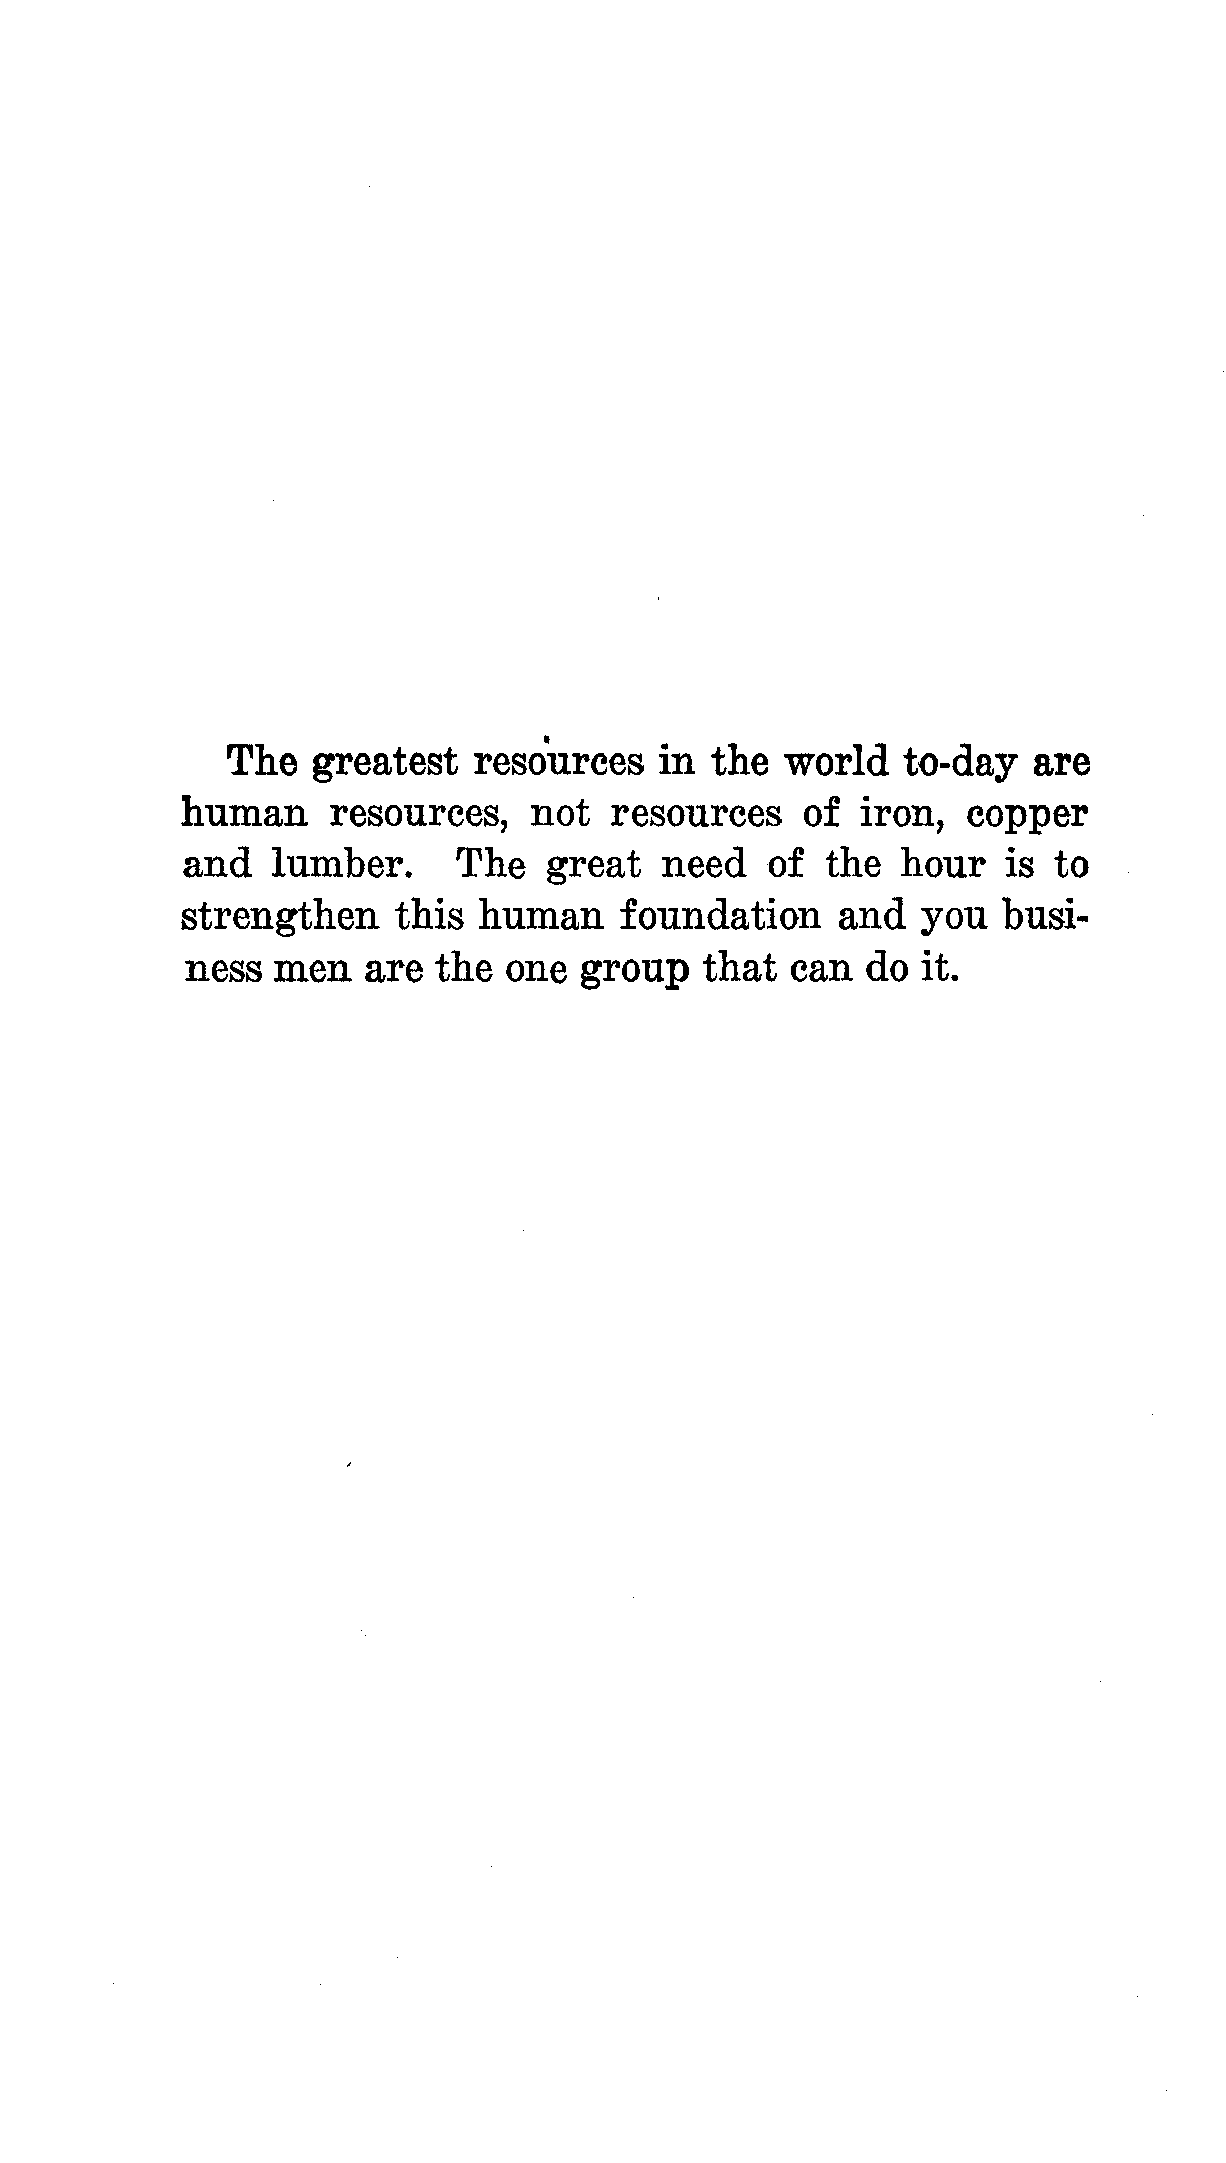 The greatest resources in the world to-day are
human resources, not resources of iron, copper
and lumber. The great need of the hour is to
strengthen this human foundation and you busi-
ness men are the one group that can do it.